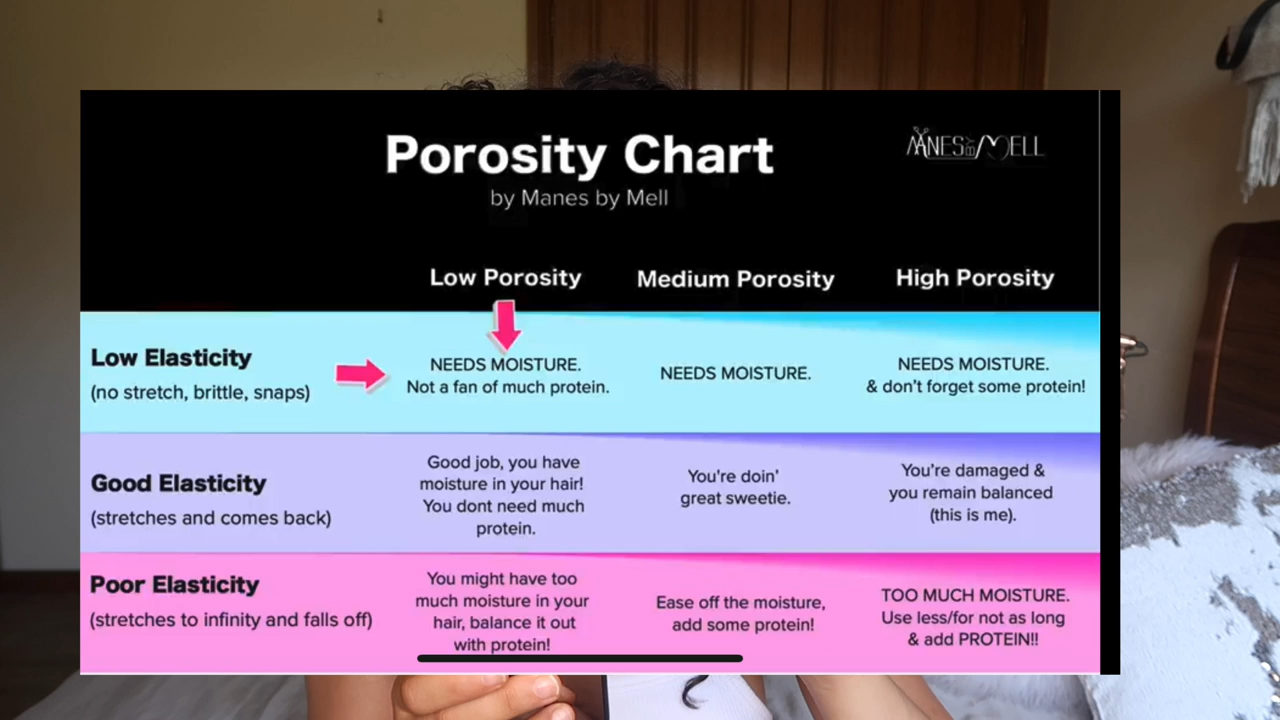 Porosity Chart
by Manes by Mell
MANES BY MELL
Low Porosity
Medium Porosity
High Porosity
Low Elasticity
(no stretch, brittle, snaps)
NEEDS MOISTURE.
Not a fan of much protein.
NEEDS MOISTURE.
NEEDS MOISTURE.
& don't forget some protein!
Good Elasticity
(stretches and comes back)
Good job, you have
moisture in your hair!
You dont need much
protein.
You're doin'
great sweetie.
You're damaged &
you remain balanced
(this is me).
Poor Elasticity
(stretches to infinity and falls off)
You might have too
much moisture in your
hair, balance it out
with protein!
Ease off the moisture,
add some protein!
TOO MUCH MOISTURE.
Use less/for not as long
& add PROTEIN!!